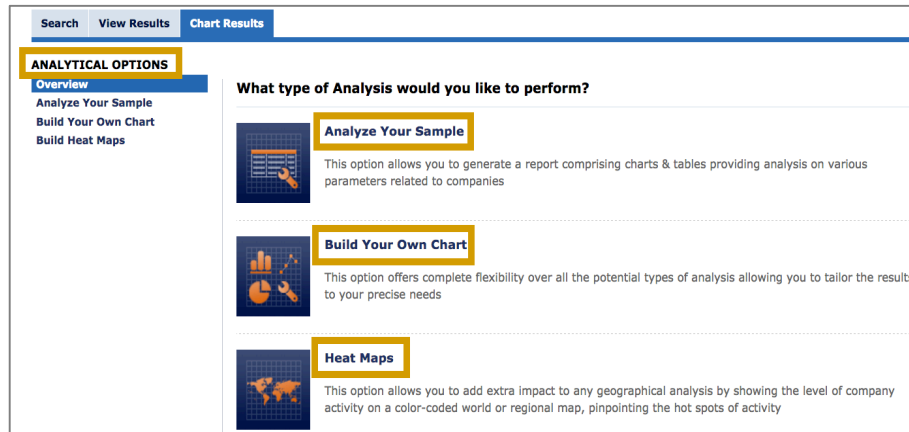 Search View Results Chart Results
ANALYTICAL OPTIONS
Overview
Analyze Your Sample
Build Your Own Chart
Build Heat Maps
What type of Analysis would you like to perform?
Analyze Your Sample
This option allows you to generate a report comprising charts & tables providing analysis on various
parameters related to companies
Build Your Own Chart
This option offers complete flexibility over all the potential types of analysis allowing you to tailor the results
to your precise needs
Heat Maps
This option allows you to add extra impact to any geographical analysis by showing the level of company
activity on a color-coded world or regional map, pinpointing the hot spots of activity